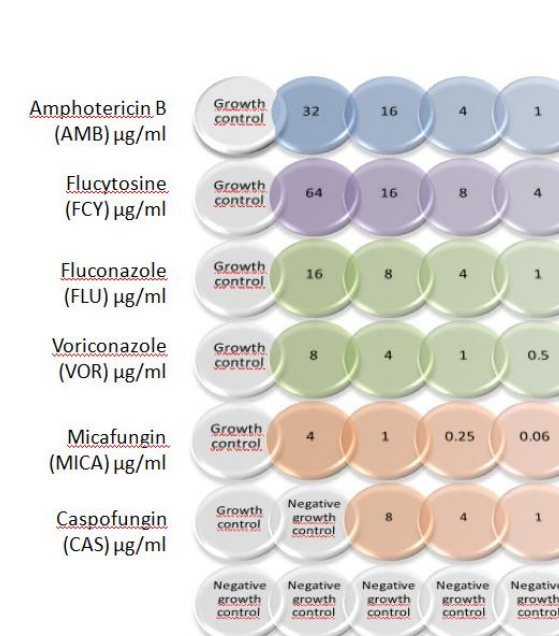 Amphotericin B
(AMB) µg/ml
Growth
control
32
16
4
1
Flucytosine
(FCY) µg/ml
Growth
control
64
16
8
4
Fluconazole
(FLU) µg/ml
Growth
control
16
8
4
1
Voriconazole
(VOR) µg/ml
Growth
control
8
4
1
0.5
Micafungin
(MICA) µg/ml
Growth
control
4
1
0.25
0.06
Caspofungin
(CAS) µg/ml
Growth
control
Negative
growth
control
8
4
1
Negative
growth
control
Negative
growth
control
Negative
growth
control
Negative
growth
control
Negative
growth
control